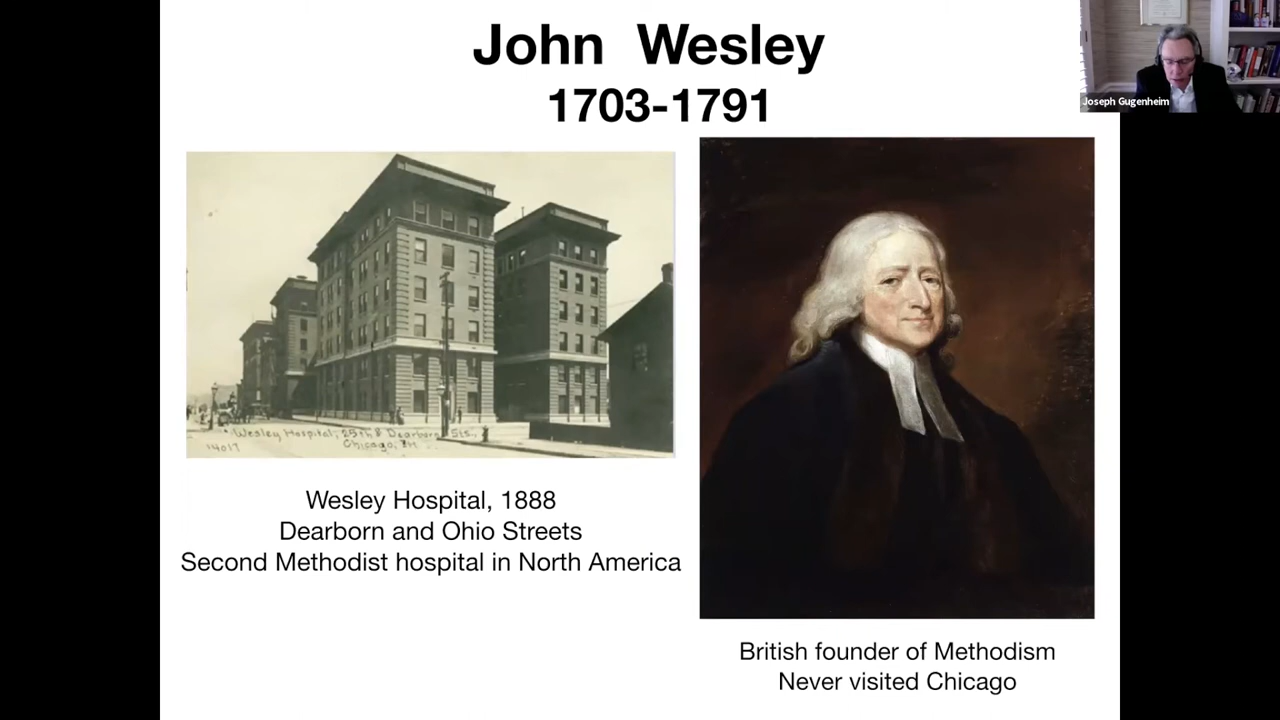 John Wesley
1703-1791
Joseph Gugenheim
Wesley Hospital, 25th & Dearborn Sts.,
Chicago, Ill.
14017
Wesley Hospital, 1888
Dearborn and Ohio Streets
Second Methodist hospital in North America
British founder of Methodism
Never visited Chicago